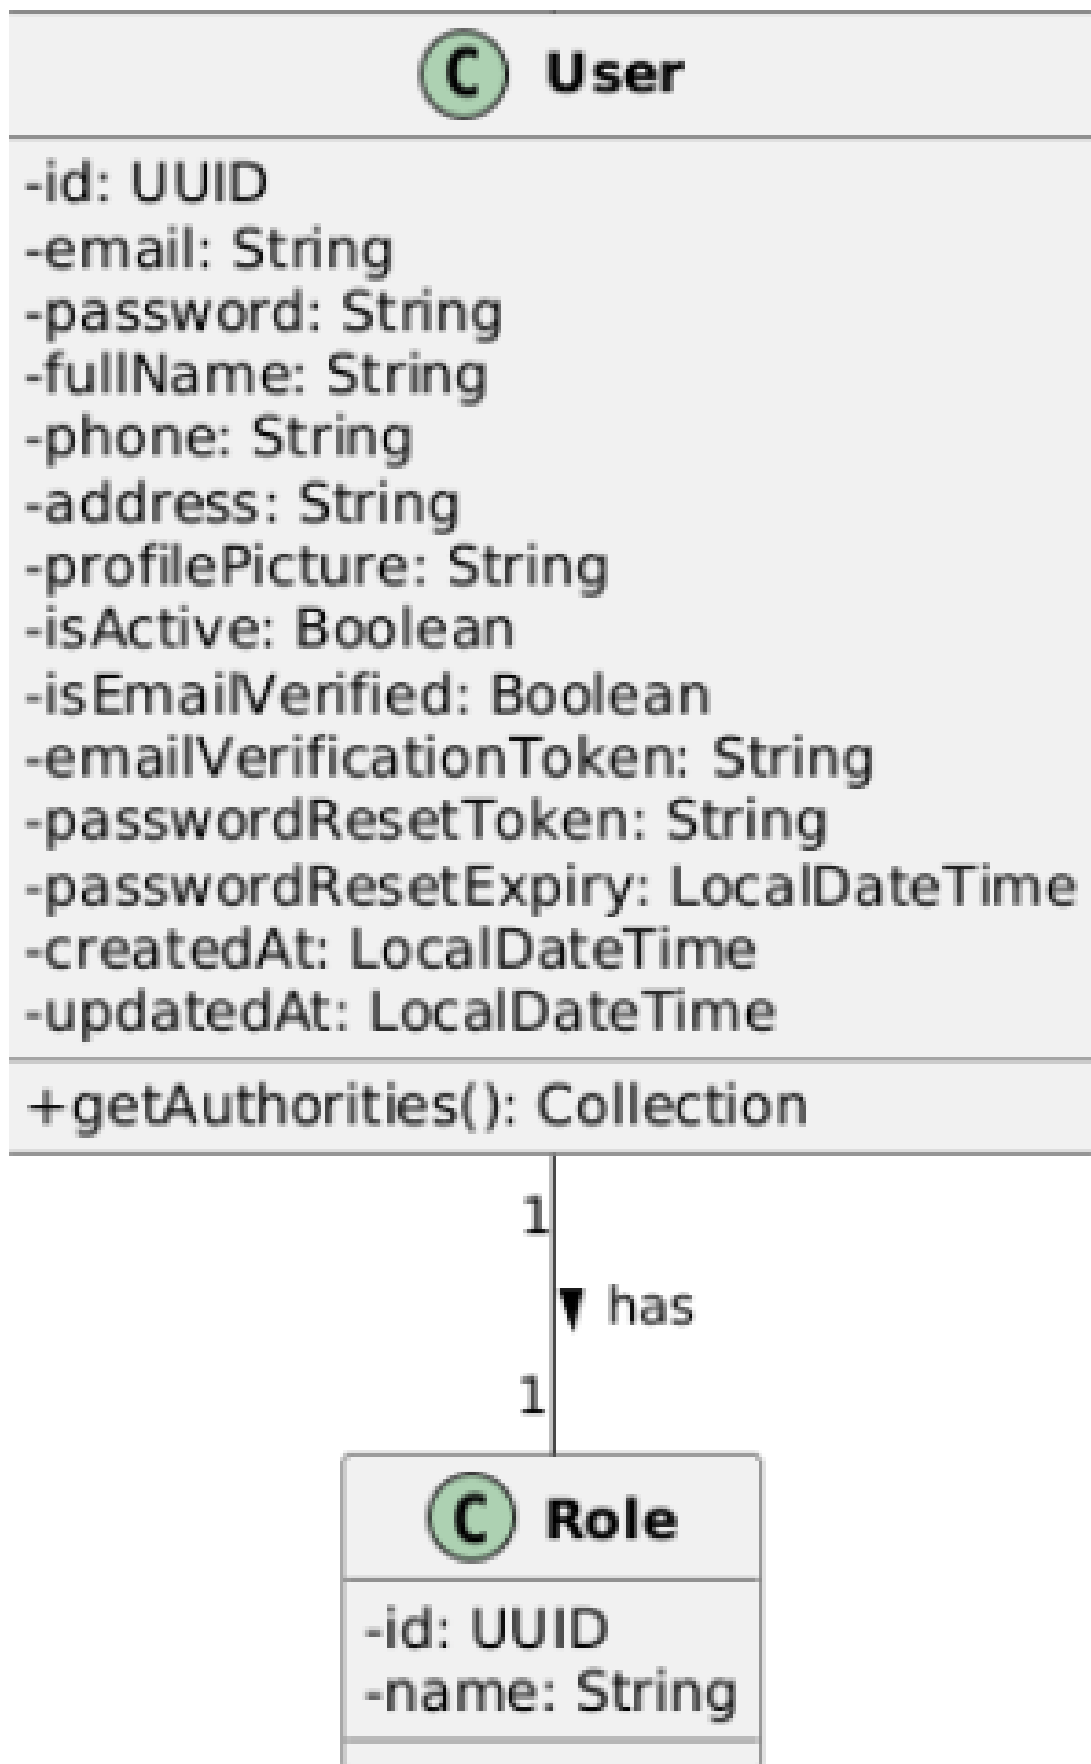 C User
-id: UUID
-email: String
-password: String
-fullName: String
-phone: String
-address: String
-profilePicture: String
-isActive: Boolean
-isEmailVerified: Boolean
-emailVerificationToken: String
-passwordResetToken: String
-passwordResetExpiry: LocalDateTime
-createdAt: LocalDateTime
-updatedAt: LocalDateTime
+getAuthorities(): Collection
1
has
1
C Role
-id: UUID
-name: String